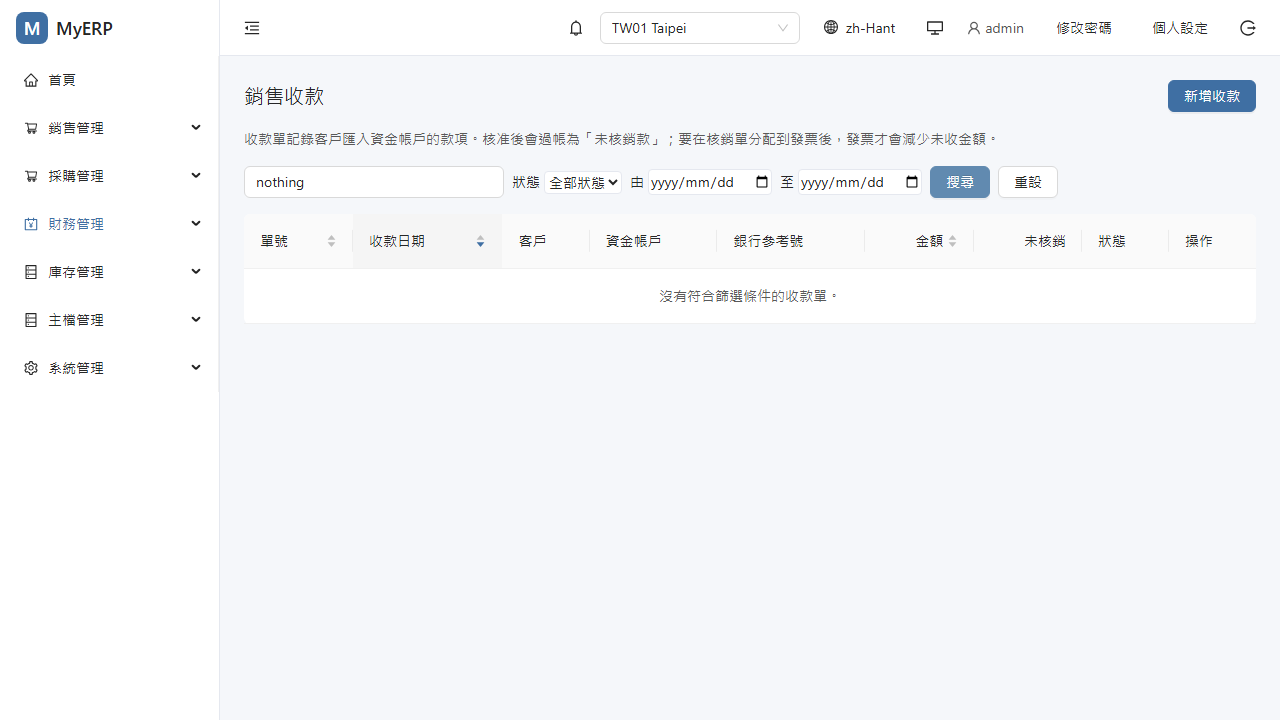 M MyERP
TW01 Taipei
zh-Hant
admin
修改密碼
個人設定
首頁
銷售管理
採購管理
財務管理
庫存管理
主檔管理
系統管理
銷售收款
新增收款
收款單記錄客戶匯入資金帳戶的款項。核准後會過帳為「未核銷款」；要在核銷單分配到發票後，發票才會減少未收金額。
nothing 狀態 全部狀態 由 yyyy/mm/dd 至 yyyy/mm/dd 搜尋 重設
單號 收款日期 客戶 資金帳戶 銀行參考號 金額 未核銷 狀態 操作
沒有符合篩選條件的收款單。